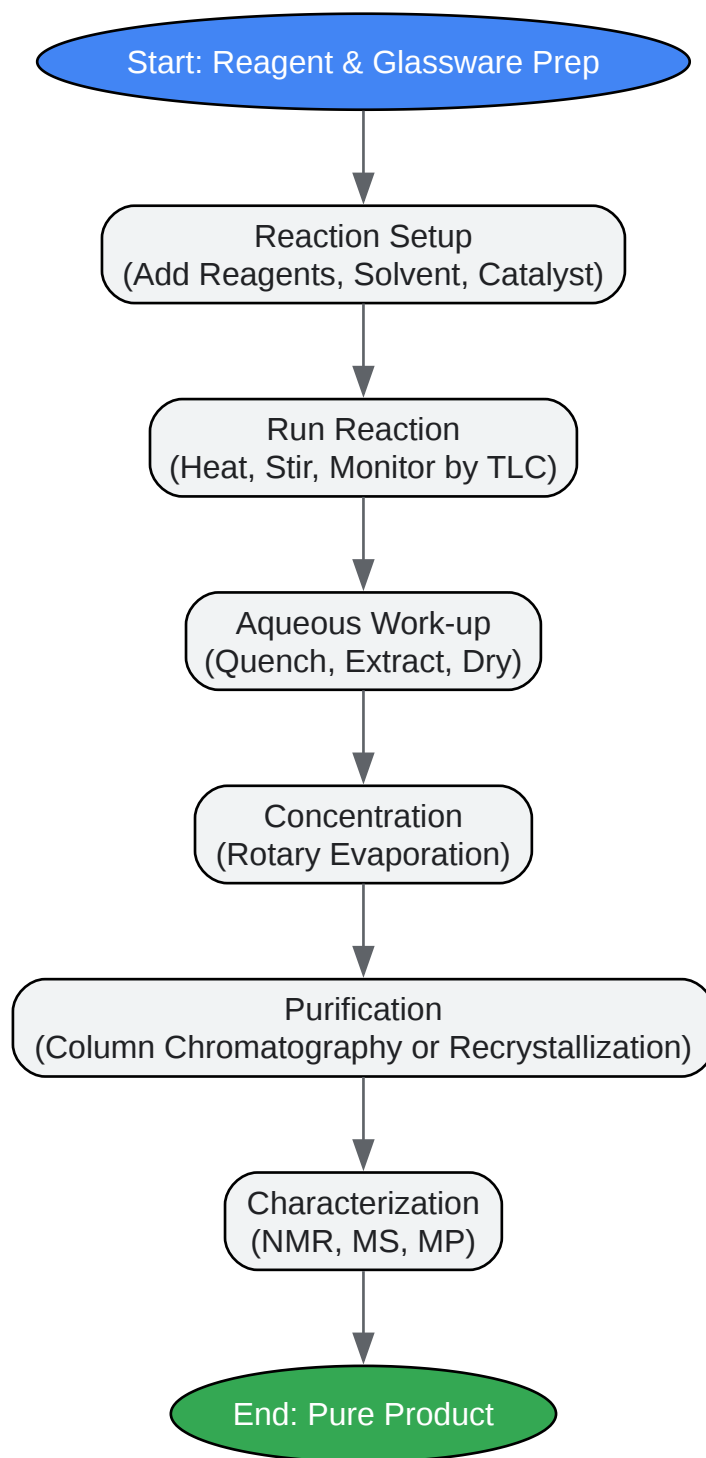 Start: Reagent & Glassware Prep
Reaction Setup
(Add Reagents, Solvent, Catalyst)
Run Reaction
(Heat, Stir, Monitor by TLC)
Aqueous Work-up
(Quench, Extract, Dry)
Concentration
(Rotary Evaporation)
Purification
(Column Chromatography or Recrystallization)
Characterization
(NMR, MS, MP)
End: Pure Product